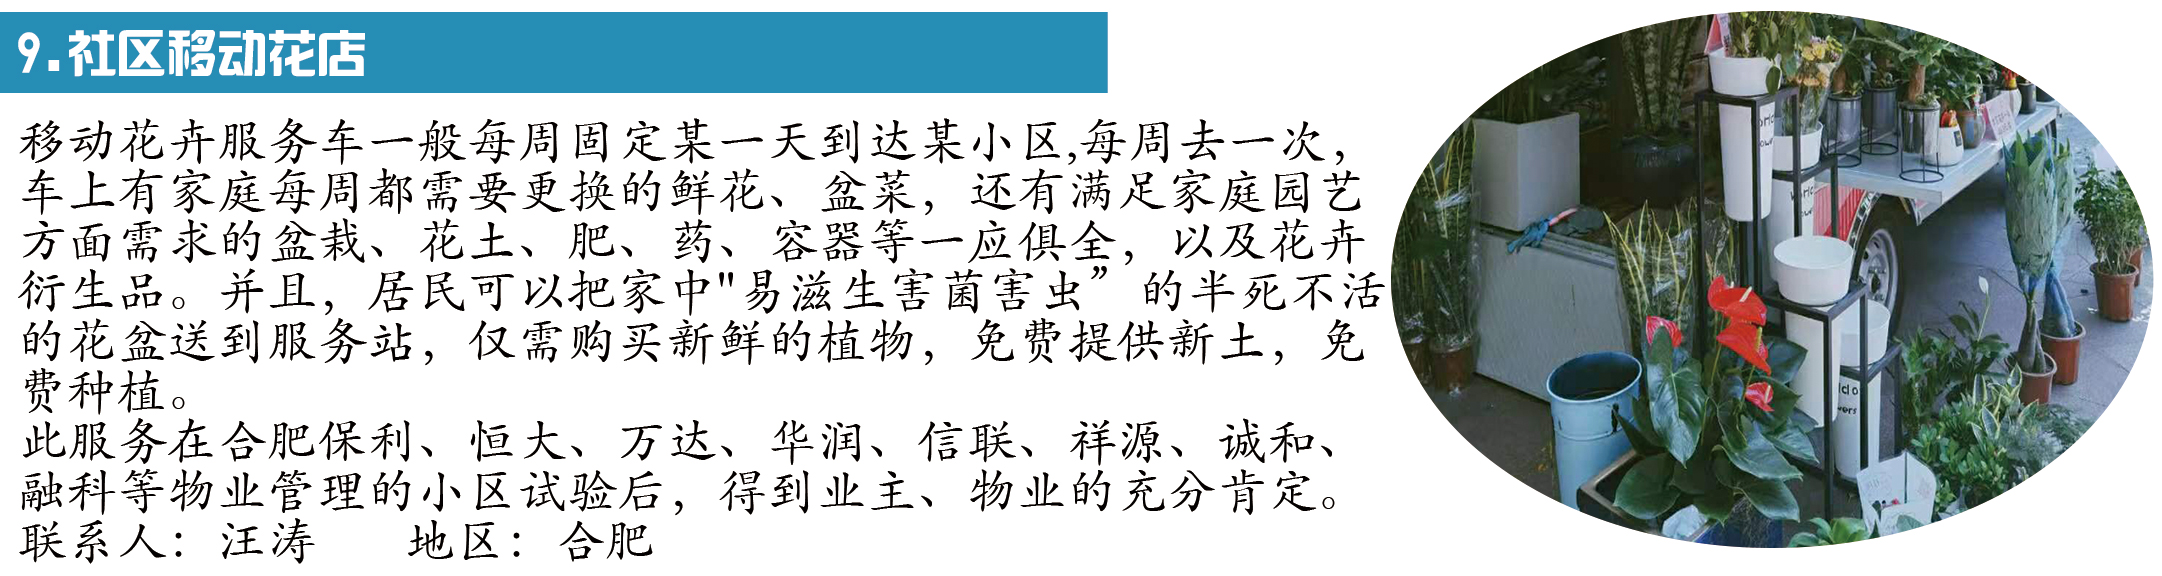 9.社区移动花店
移动花卉服务车一般每周固定某一天到达某小区,每周去一次，
车上有家庭每周都需要更换的鲜花、盆菜，还有满足家庭园艺
方面需求的盆栽、花土、肥、药、容器等一应俱全，以及花卉
衍生品。并且，居民可以把家中"易滋生害菌害虫”的半死不活
的花盆送到服务站，仅需购买新鲜的植物，免费提供新土，免
费种植。
此服务在合肥保利、恒大、万达、华润、信联、祥源、诚和、
融科等物业管理的小区试验后，得到业主、物业的充分肯定。
联系人：汪涛 地区：合肥